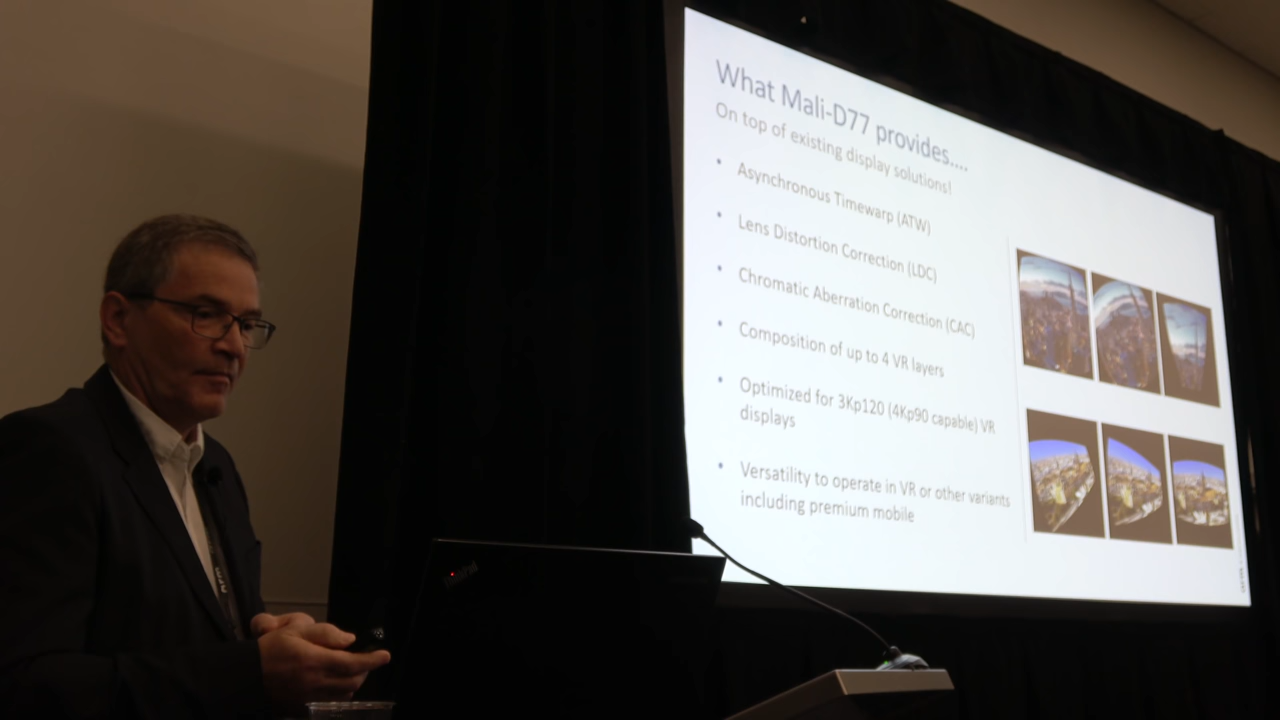 What Mali-D77 provides....
On top of existing display solutions!
• Asynchronous Timewarp (ATW)
• Lens Distortion Correction (LDC)
• Chromatic Aberration Correction (CAC)
• Composition of up to 4 VR layers
• Optimized for 3Kp120 (4Kp90 capable) VR
displays
• Versatility to operate in VR or other variants
including premium mobile
ThinkPad
arm